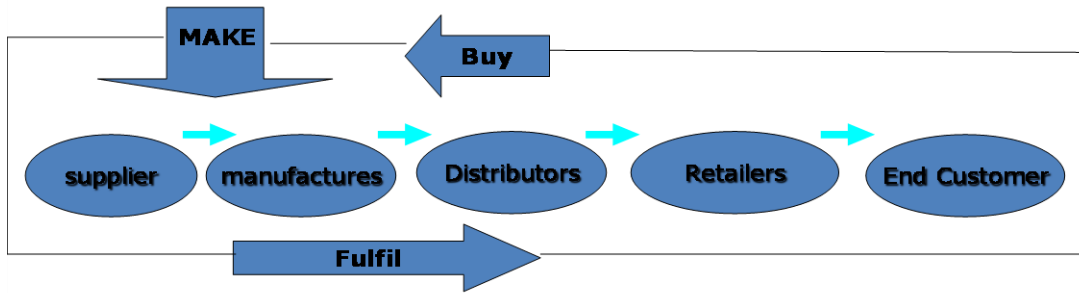 MAKE
Buy
supplier
manufactures
Distributors
Retailers
End Customer
Fulfil